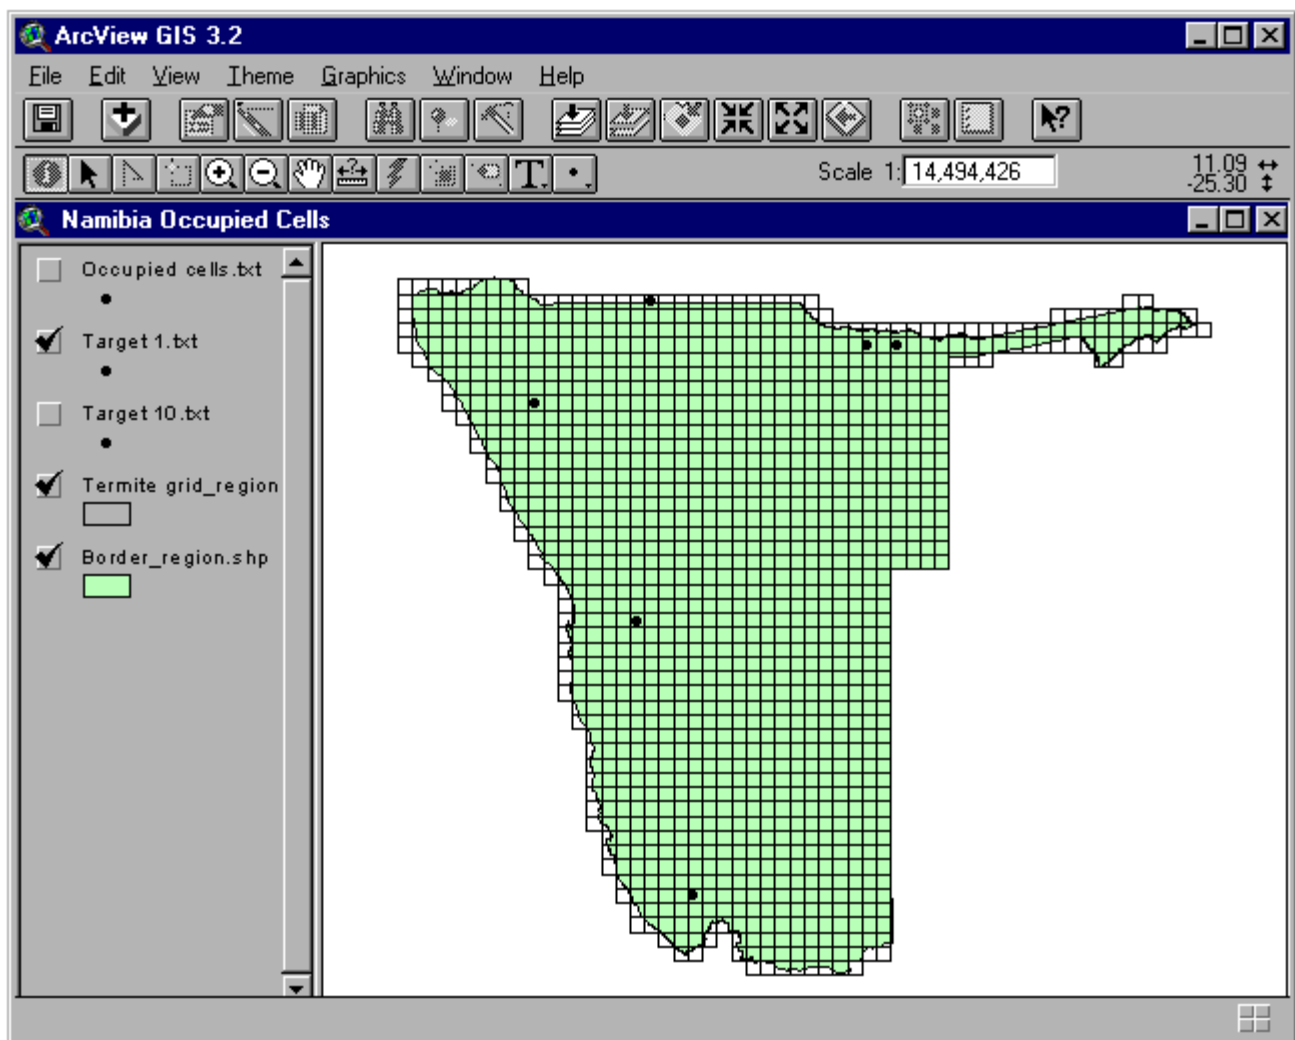 ArcView GIS 3.2
File Edit View Theme Graphics Window Help
Scale 1: 14,494,426
11.09
-25.30
Namibia Occupied Cells
Occupied cells.txt
Target 1.txt
Target 10.txt
Termite grid_region
Border_region.shp